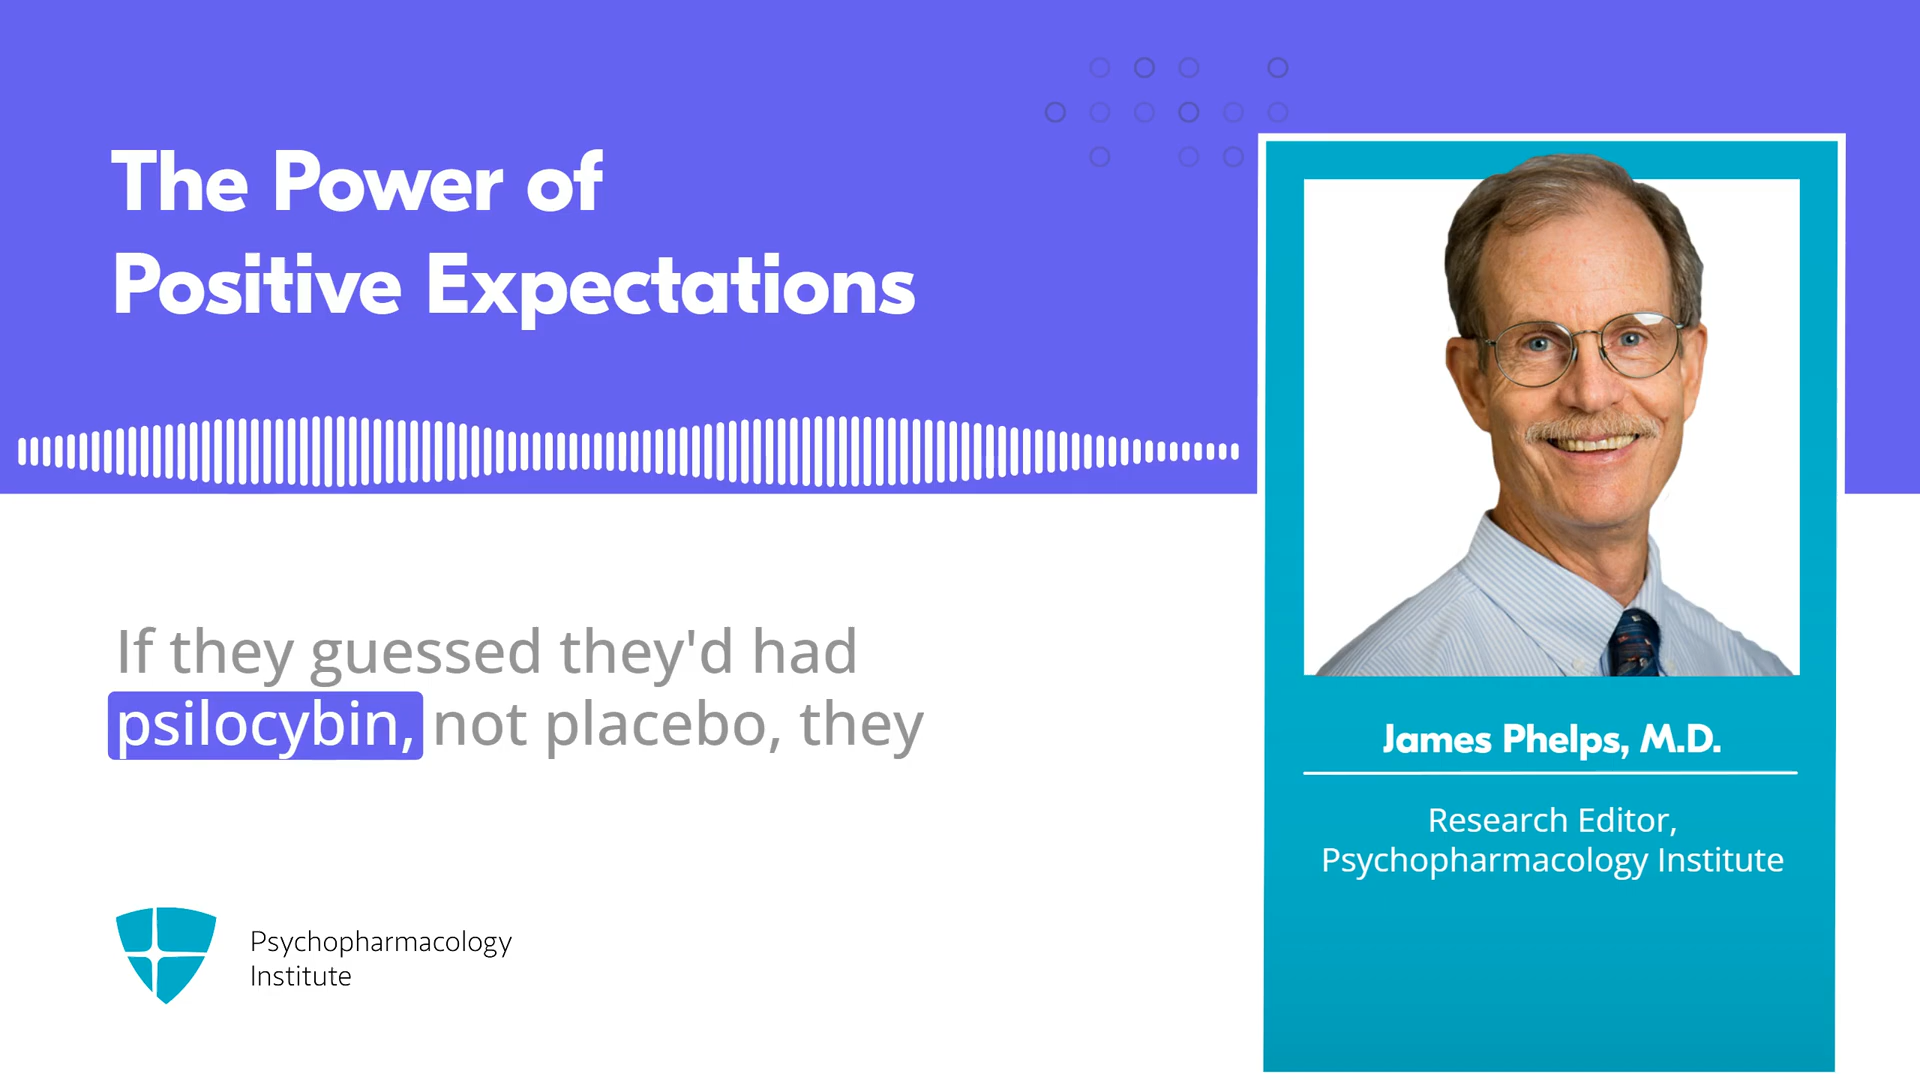 The Power of
Positive Expectations
If they guessed they'd had
psilocybin, not placebo, they
Psychopharmacology
Institute
James Phelps, M.D.
Research Editor,
Psychopharmacology Institute